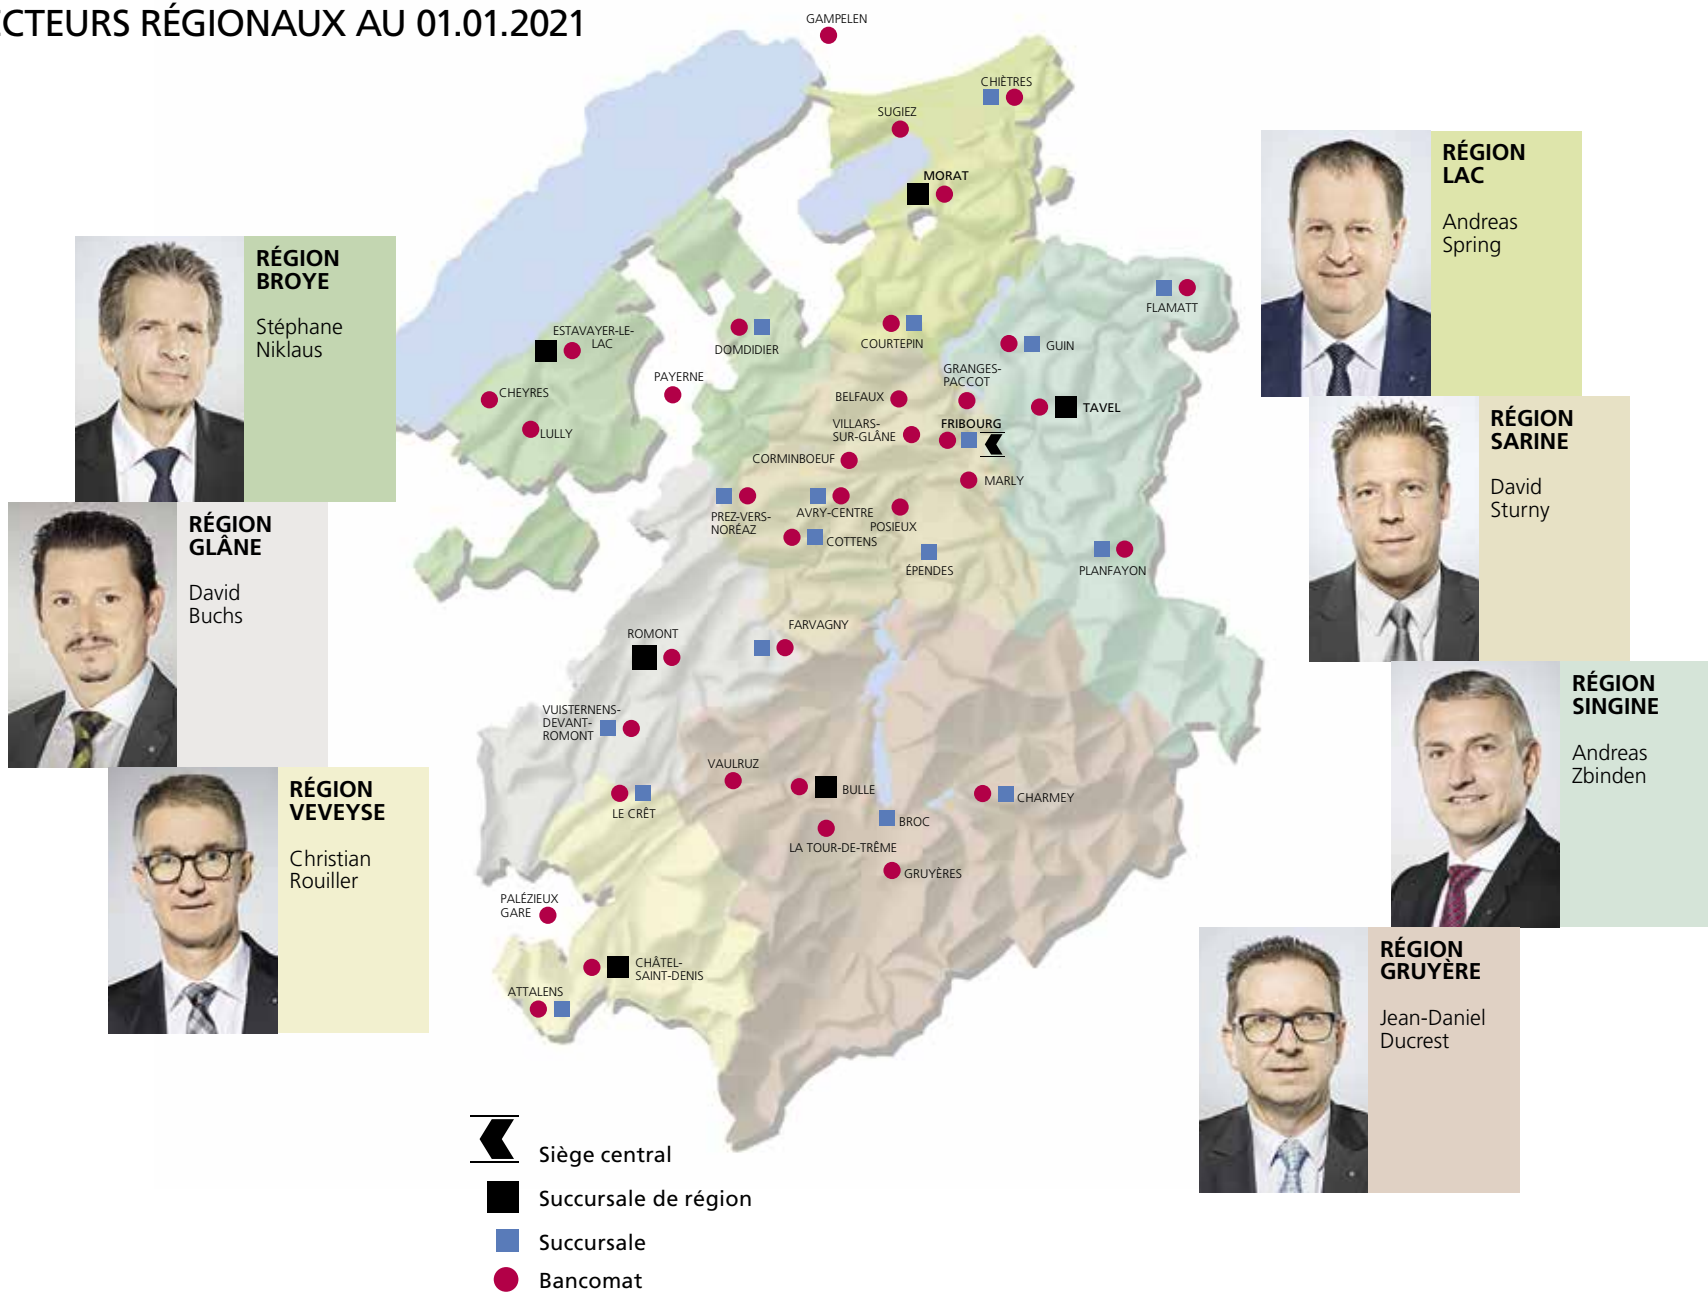 ECTEURS RÉGIONAUX AU 01.01.2021
GAMPELEN
CHIÈTRES
SUGIEZ
MORAT
FLAMATT
ESTAVAYER-LE-
LAC
DOMDIDIER
COURTEPIN
GUIN
CHEYRES
PAYERNE
GRANGES-
PACCOT
BELFAUX
TAVEL
LULLY
VILLARS-
SUR-GLÂNE
FRIBOURG
CORMINBOEUF
MARLY
PREZ-VERS-
NORÉAZ
AVRY-CENTRE
POSIEUX
COTTENS
ÉPENDES
PLANFAYON
ROMONT
FARVAGNY
VUISTERNENS-
DEVANT-
ROMONT
VAULRUZ
BULLE
CHARMEY
LE CRÊT
BROC
LA TOUR-DE-TRÊME
GRUYÈRES
PALÉZIEUX
GARE
CHÂTEL-
SAINT-DENIS
ATTALENS
RÉGION
BROYE
Stéphane
Niklaus
RÉGION
GLÂNE
David
Buchs
RÉGION
VEVEYSE
Christian
Rouiller
RÉGION
LAC
Andreas
Spring
RÉGION
SARINE
David
Sturny
RÉGION
SINGINE
Andreas
Zbinden
RÉGION
GRUYÈRE
Jean-Daniel
Ducrest
Siège central
Succursale de région
Succursale
Bancomat